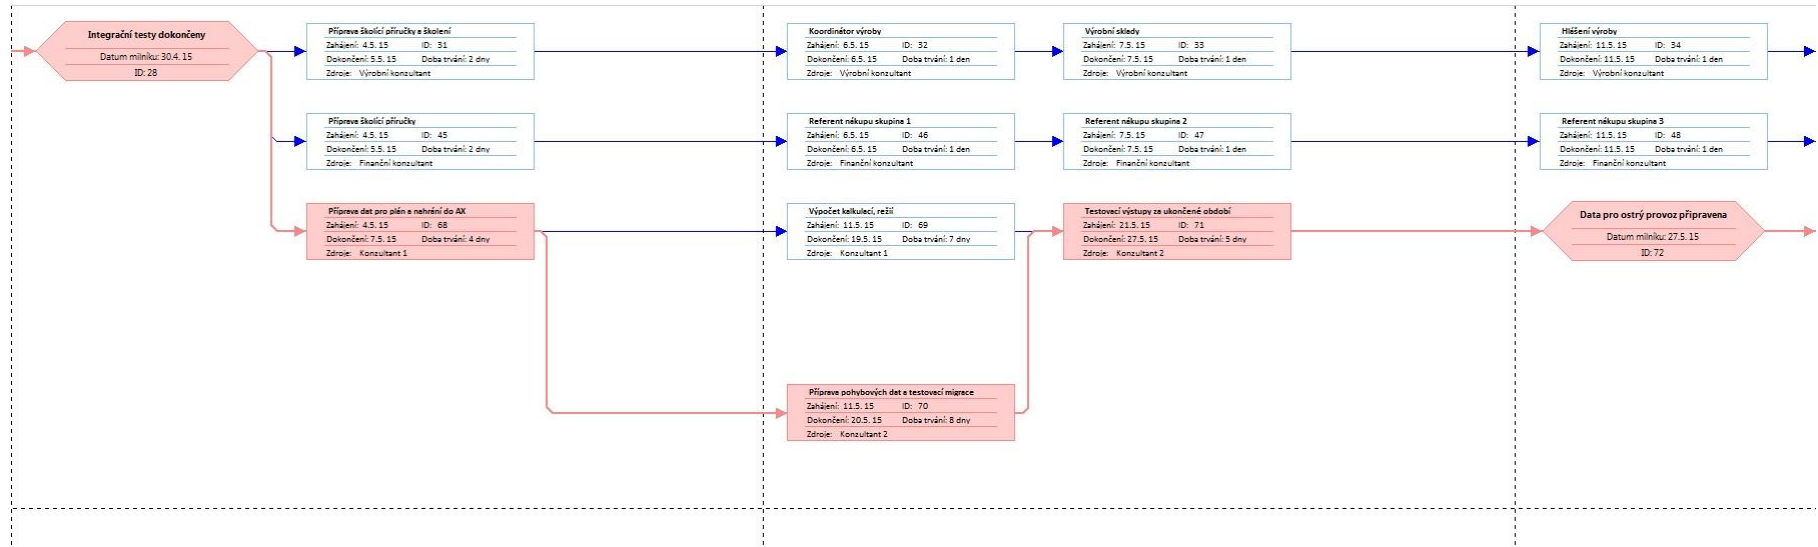 Integrační testy dokončeny
Datum milníku: 30.4. 15
ID: 28
Příprava školící příručky a školení
Zahájení: 4.5. 15 ID: 31
Dokončení: 5.5. 15 Doba trvání: 2 dny
Zdroje: Výrobní konzultant
Koordinátor výroby
Zahájení: 6.5. 15 ID: 32
Dokončení: 6.5. 15 Doba trvání: 1 den
Zdroje: Výrobní konzultant
Výrobní sklady
Zahájení: 7.5. 15 ID: 33
Dokončení: 7.5. 15 Doba trvání: 1 den
Zdroje: Výrobní konzultant
Hlášení výroby
Zahájení: 11.5. 15 ID: 34
Dokončení: 11.5. 15 Doba trvání: 1 den
Zdroje: Výrobní konzultant
Příprava školící příručky
Zahájení: 4.5. 15 ID: 45
Dokončení: 5.5. 15 Doba trvání: 2 dny
Zdroje: Finanční konzultant
Referent nákupu skupina 1
Zahájení: 6.5. 15 ID: 46
Dokončení: 6.5. 15 Doba trvání: 1 den
Zdroje: Finanční konzultant
Referent nákupu skupina 2
Zahájení: 7.5. 15 ID: 47
Dokončení: 7.5. 15 Doba trvání: 1 den
Zdroje: Finanční konzultant
Referent nákupu skupina 3
Zahájení: 11.5. 15 ID: 48
Dokončení: 11.5. 15 Doba trvání: 1 den
Zdroje: Finanční konzultant
Příprava dat pro plán a nahrání do AX
Zahájení: 4.5. 15 ID: 68
Dokončení: 7.5. 15 Doba trvání: 4 dny
Zdroje: Konzultant 1
Výpočet kalkulací, režií
Zahájení: 11.5. 15 ID: 69
Dokončení: 19.5. 15 Doba trvání: 7 dny
Zdroje: Konzultant 1
Testovací výstupy za ukončené období
Zahájení: 21.5. 15 ID: 71
Dokončení: 27.5. 15 Doba trvání: 5 dny
Zdroje: Konzultant 2
Data pro ostrý provoz připravena
Datum milníku: 27.5. 15
ID: 72
Příprava pohybových dat a testovací migrace
Zahájení: 11.5. 15 ID: 70
Dokončení: 20.5. 15 Doba trvání: 8 dny
Zdroje: Konzultant 2